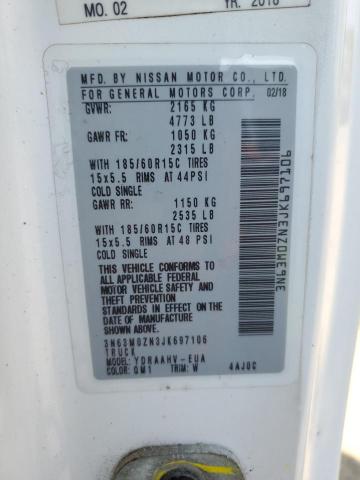 MO. 02 YR. 2018
MFD. BY NISSAN MOTOR CO., LTD.
FOR GENERAL MOTORS CORP. 02/18
GVWR: 2165 KG
4773 LB
GAWR FR: 1050 KG
2315 LB
WITH 185/60R15C TIRES
15x5.5 RIMS AT 44PSI
COLD SINGLE
GAWR RR: 1150 KG
2535 LB
WITH 185/60R15C TIRES
15x5.5 RIMS AT 48 PSI
COLD SINGLE
THIS VEHICLE CONFORMS TO
ALL APPLICABLE FEDERAL
MOTOR VEHICLE SAFETY AND
STANDARDS IN EFFECT ON
THE DATE OF MANUFACTURE
SHOWN ABOVE.
3N63M0ZN3JK697106
TRUCK
MODEL: YDRAAHV-EUA
COLOR: QM1 TRIM: W 4AJ0C
3N63M0ZN3JK697106